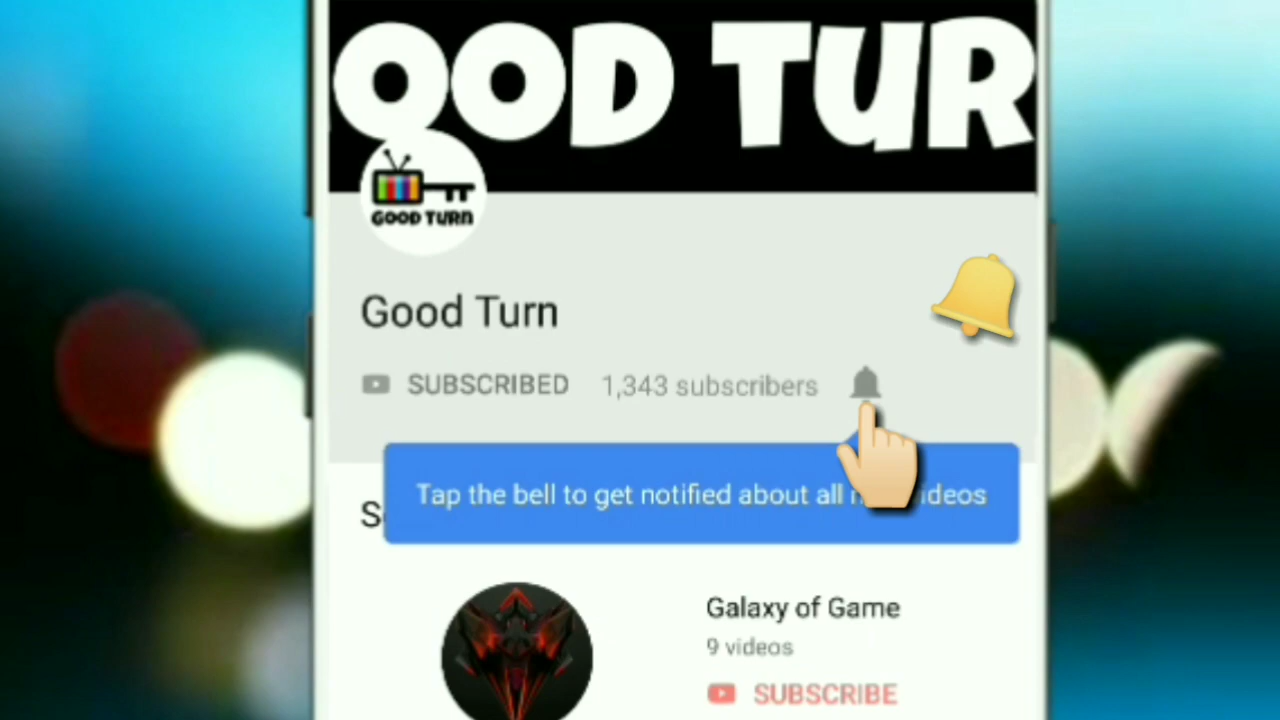 OOD TUR
GOOD TURN
Good Turn
SUBSCRIBED 1,343 subscribers
Tap the bell to get notified about all ideos
S
Galaxy of Game
9 videos
SUBSCRIBE